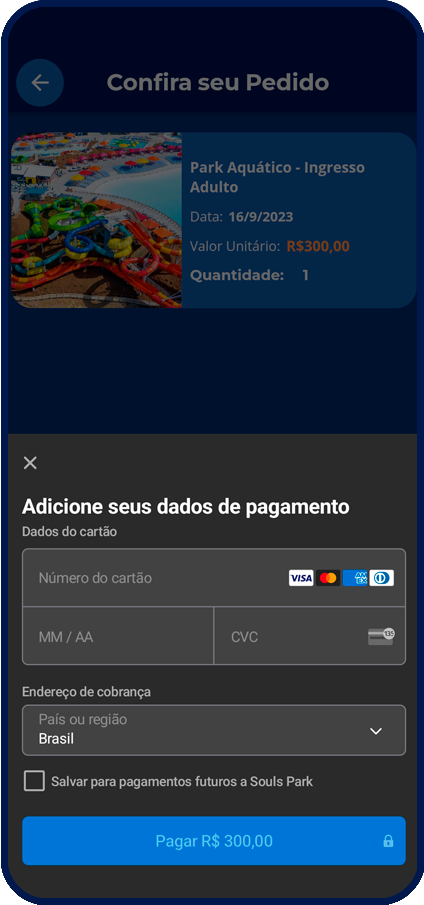 Confira seu Pedido
Park Aquático - Ingresso
Adulto
Data: 16/9/2023
Valor Unitário: R$300,00
Quantidade: 1
Adicione seus dados de pagamento
Dados do cartão
Número do cartão VISA AM EX
MM / AA CVC 135
Endereço de cobrança
País ou região
Brasil
Salvar para pagamentos futuros a Souls Park
Pagar R$ 300,00